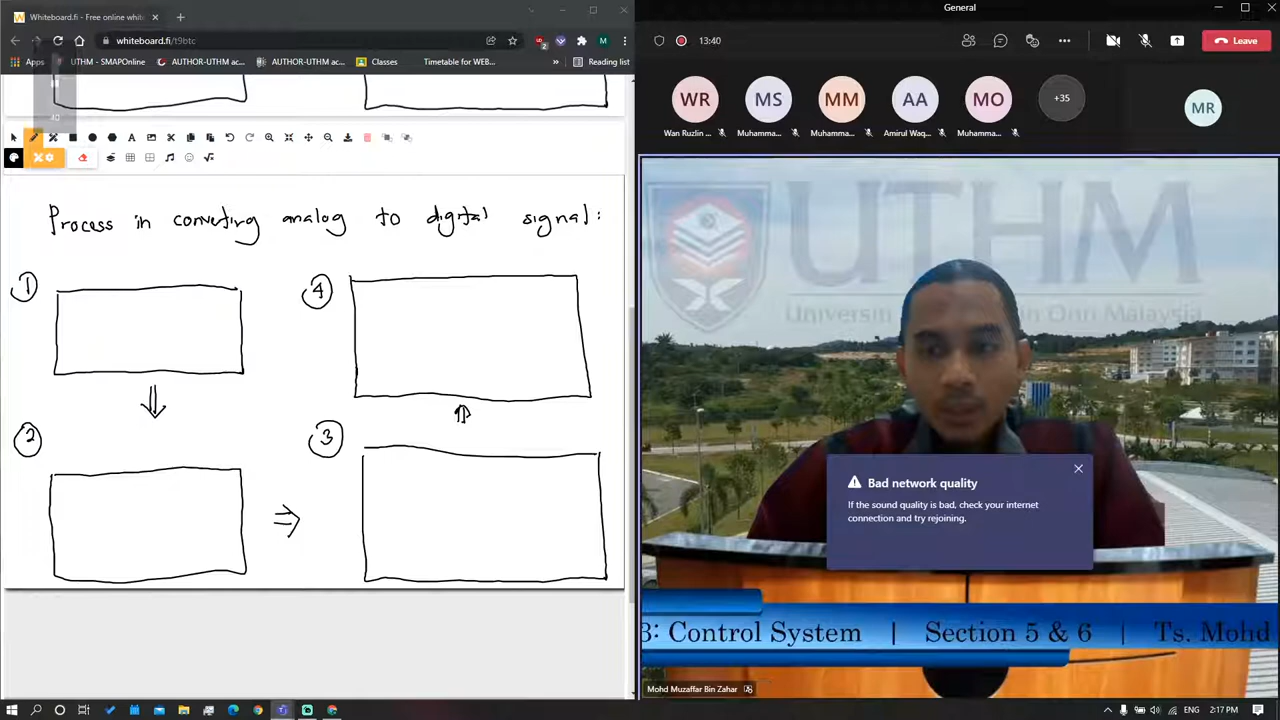 Whiteboard.fi - Free online whit
whiteboard.fi/19btc
Apps
UTHM - SMAPOnline
AUTHOR-UTHM ac...
AUTHOR-UTHM ac...
Classes
Timetable for WEB...
»
Reading list
40
Process in converting analog to digital signal:
1
4
2
3
General
13:40
Leave
WR
MS
MM
AA
MO
+35
MR
Wan Ruzlin ...
Muhamma...
Muhamma...
Amirul Waq...
Muhamma...
UTHM
Bad network quality
If the sound quality is bad, check your internet
connection and try rejoining.
3: Control System | Section 5 & 6 | Ts. Mohd
Mohd Muzaffar Bin Zahar
ENG
2:17 PM